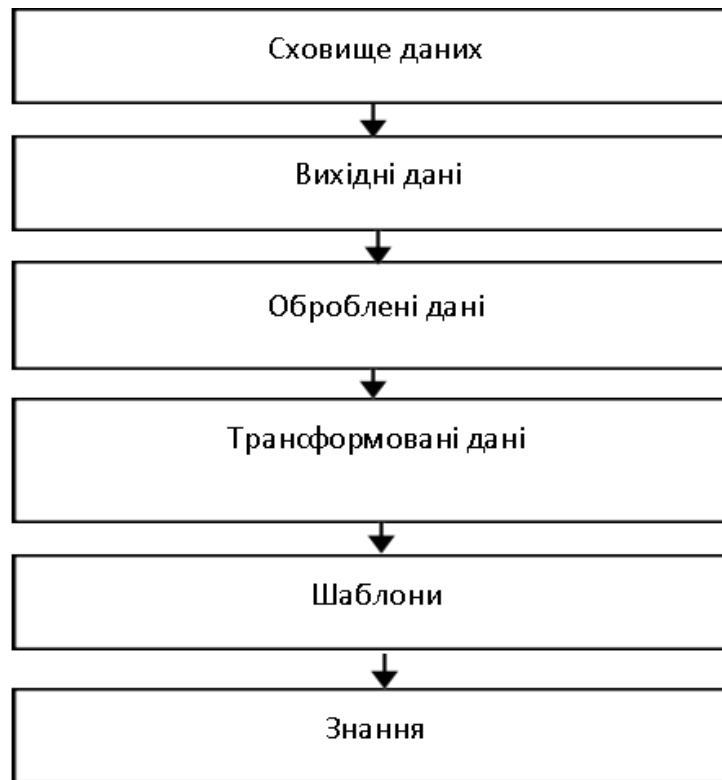 Сховище даних
Вихідні дані
Оброблені дані
Трансформовані дані
Шаблони
Знання